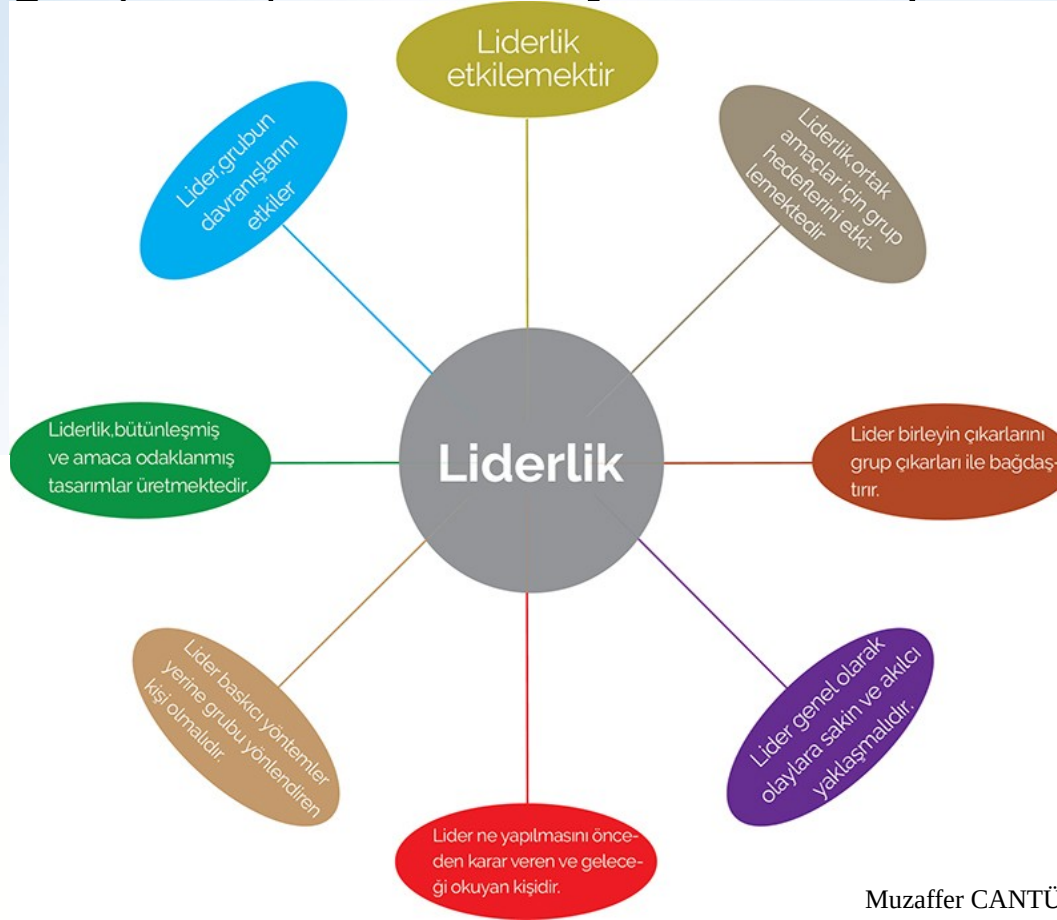 Liderlik
etkilemektir
Liderlik,ortak
amaçlar için grup
hedeflerini etki-
lemektedir
Lider birleyin çıkarlarını
grup çıkarları ile bağdaş-
tırır.
Lider genel olarak
olaylara sakin ve akılcı
yaklaşmalıdır.
Lider ne yapılmasını önce-
den karar veren ve gelece-
ği okuyan kişidir.
Lider baskıcı yöntemler
yerine grubu yönlendiren
kişi olmalıdır.
Liderlik,bütünleşmiş
ve amaca odaklanmış
tasarımlar üretmektedir.
Lider,grubun
davranışlarını
etkiler
Liderlik
Muzaffer CANTÜ